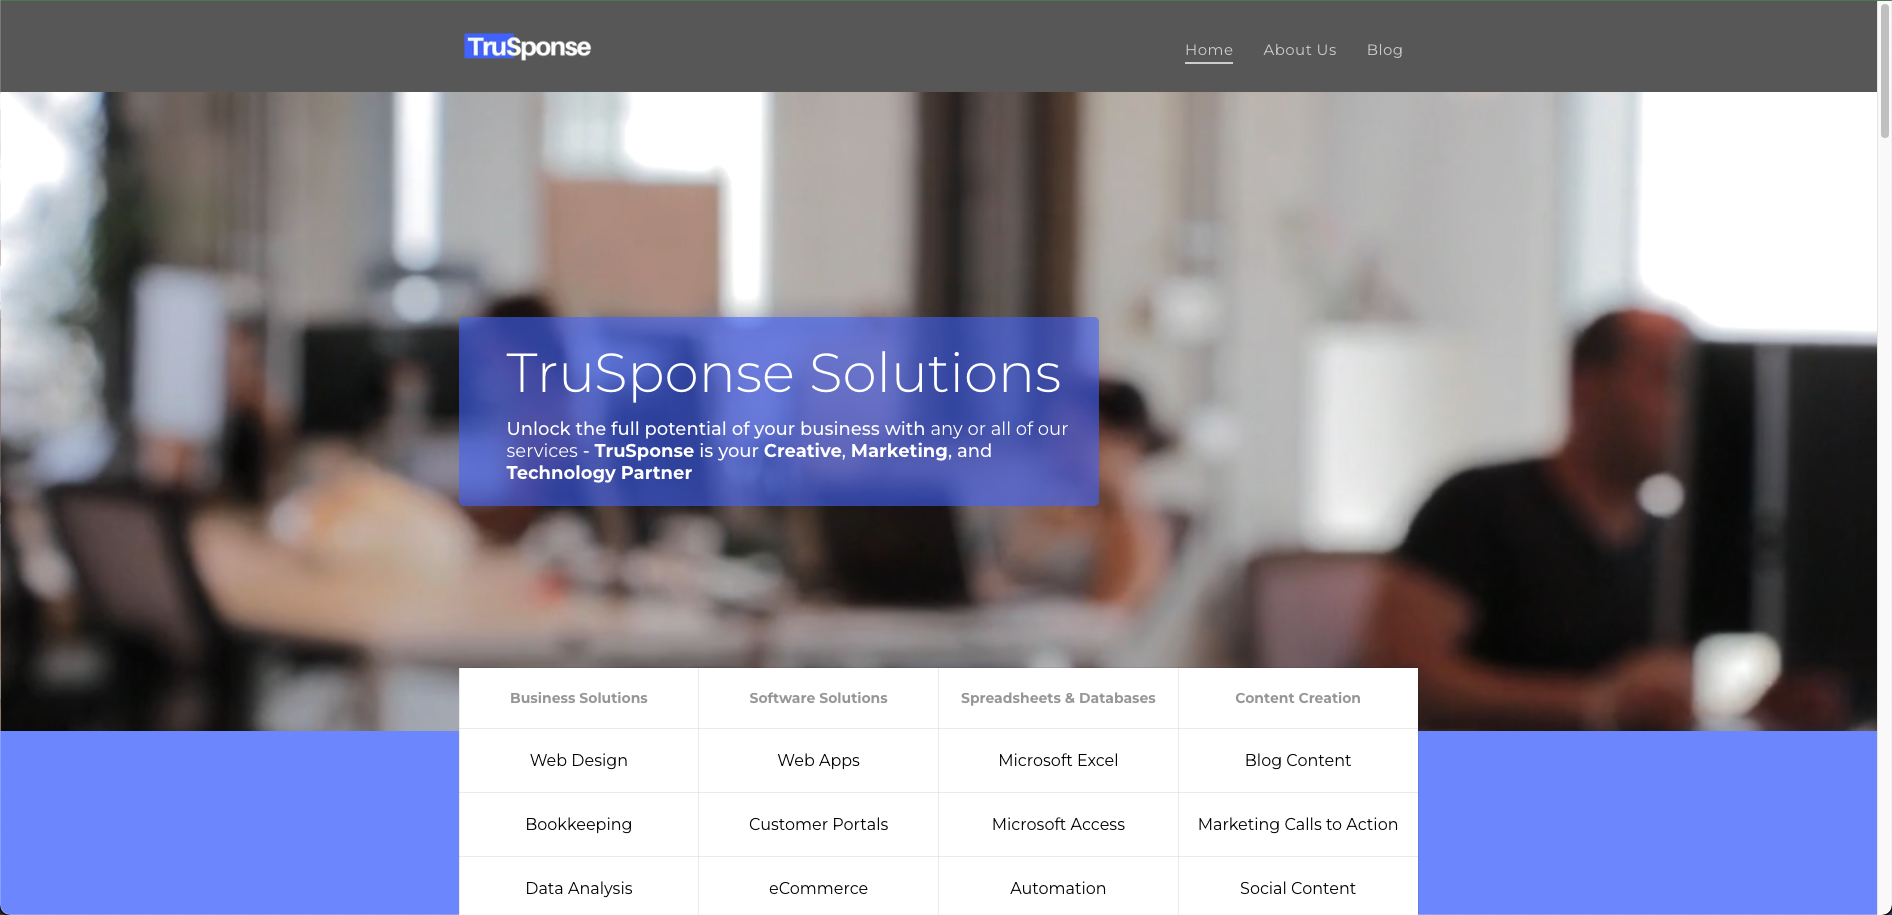 TruSponse
Home About Us Blog
TruSponse Solutions
Unlock the full potential of your business with any or all of our
services - TruSponse is your Creative, Marketing, and
Technology Partner
Business Solutions Software Solutions Spreadsheets & Databases Content Creation
Web Design Web Apps Microsoft Excel Blog Content
Bookkeeping Customer Portals Microsoft Access Marketing Calls to Action
Data Analysis eCommerce Automation Social Content